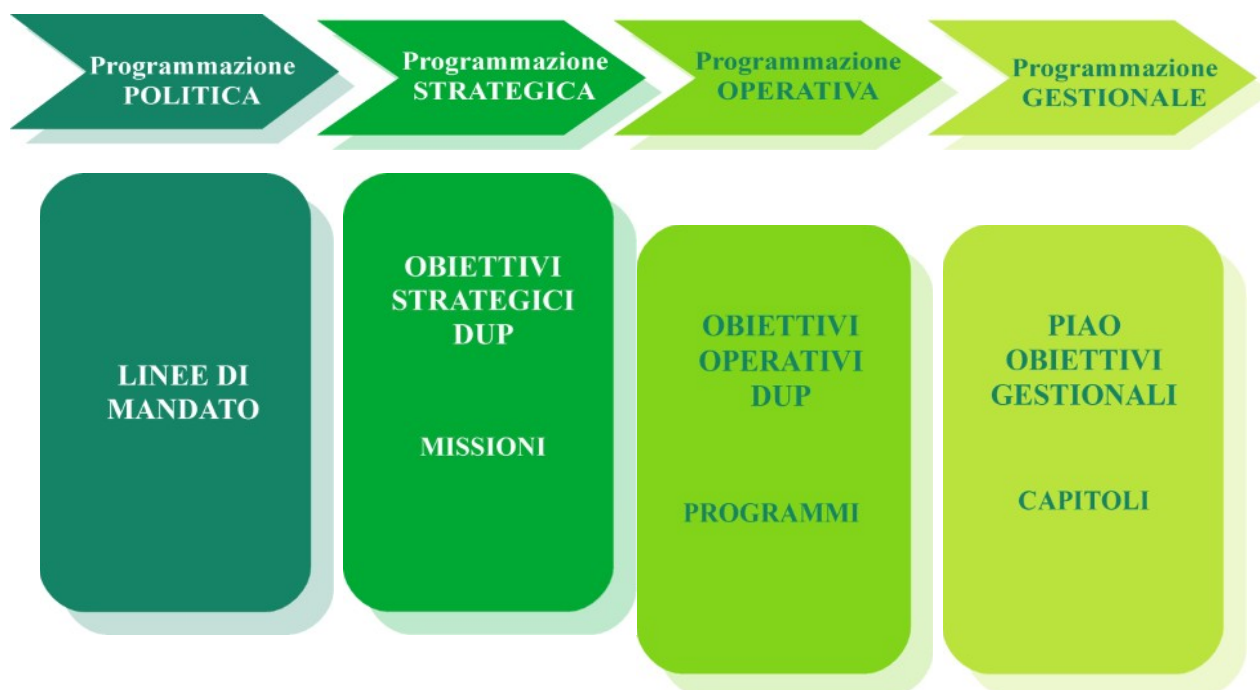 Programmazione
POLITICA
Programmazione
STRATEGICA
Programmazione
OPERATIVA
Programmazione
GESTIONALE
LINEE DI
MANDATO
OBIETTIVI
STRATEGICI
DUP
MISSIONI
OBIETTIVI
OPERATIVI
DUP
PROGRAMMI
PIAO
OBIETTIVI
GESTIONALI
CAPITOLI